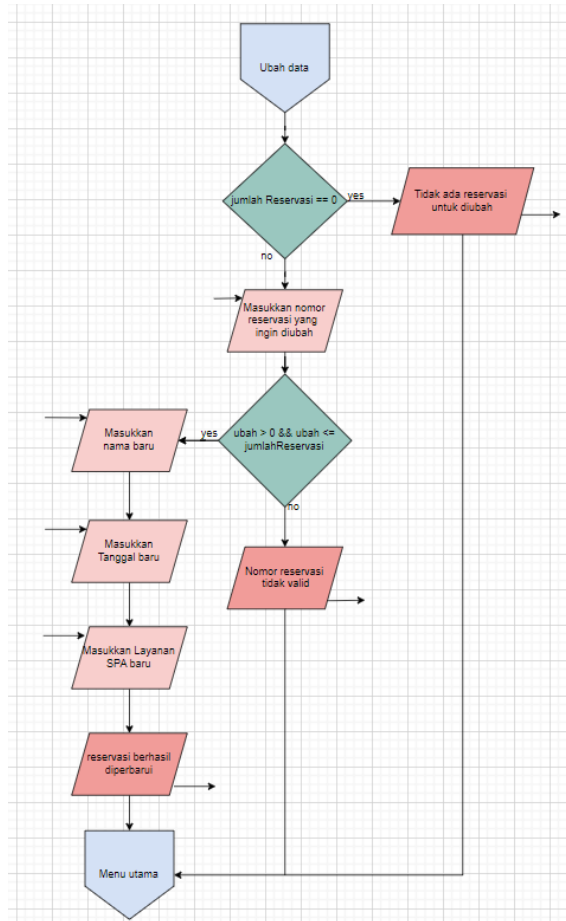 Ubah data
jumlah Reservasi == 0
yes
Tidak ada reservasi
untuk diubah
no
Masukkan nomor
reservasi yang
ingin diubah
ubah > 0 && ubah <=
jumlahReservasi
yes
Masukkan
nama baru
no
Masukkan
Tanggal baru
Nomor reservasi
tidak valid
Masukkan Layanan
SPA baru
reservasi berhasil
diperbarui
Menu utama